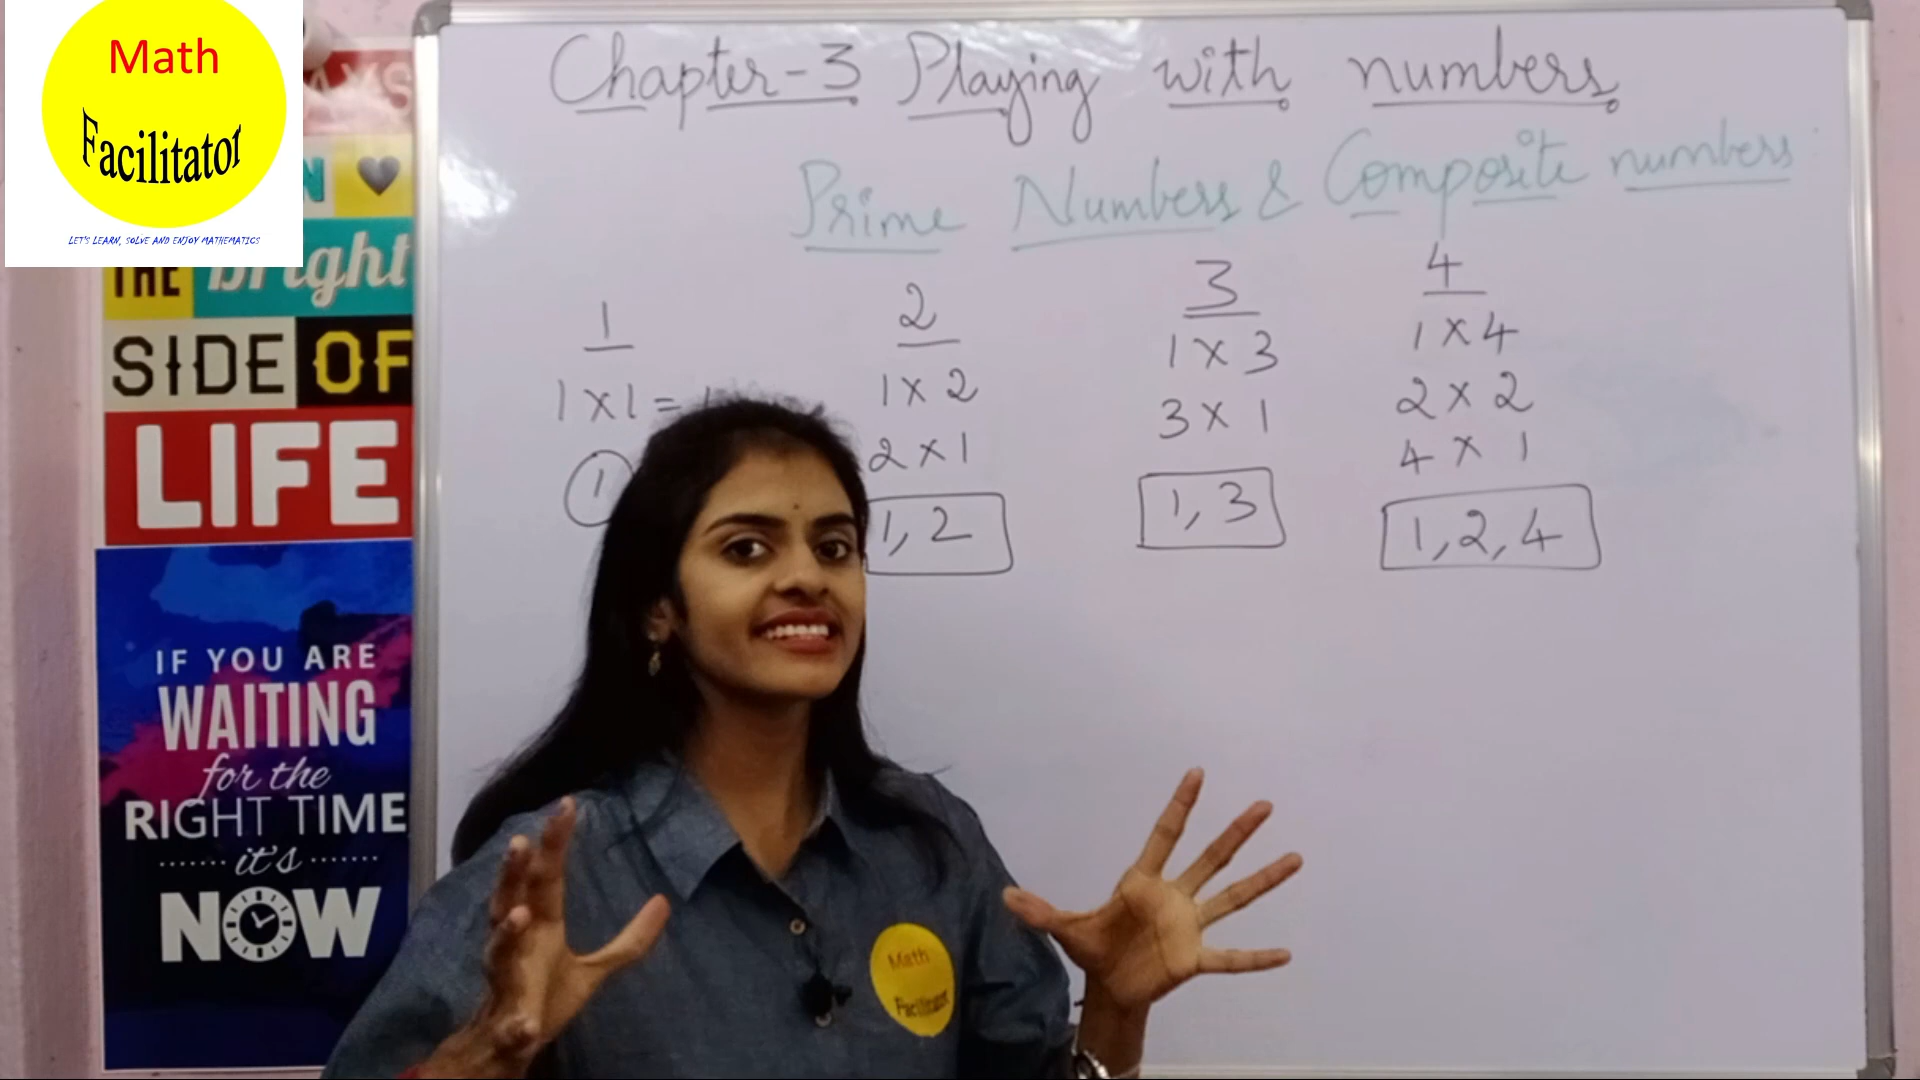 Math
Facilitator
LET'S LEARN, SOLVE AND ENJOY MATHEMATICS
THE bright
SIDE OF
LIFE
IF YOU ARE
WAITING
for the
RIGHT TIME
it's
NOW
Chapter-3 Playing with numbers
Prime Numbers & Composite numbers
1
1 x 1 =
1
2
1 x 2
2 x 1
1, 2
3
1 x 3
3 x 1
1, 3
4
1 x 4
2 x 2
4 x 1
1, 2, 4
Math
Facilitator